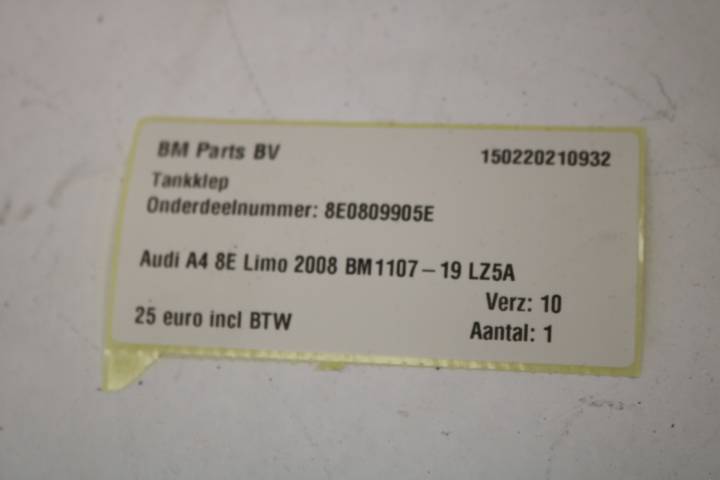 BM Parts BV 150220210932
Tankklep
Onderdeelnummer: 8E0809905E
Audi A4 8E Limo 2008 BM1107-19 LZ5A
Verz: 10
25 euro incl BTW
Aantal: 1